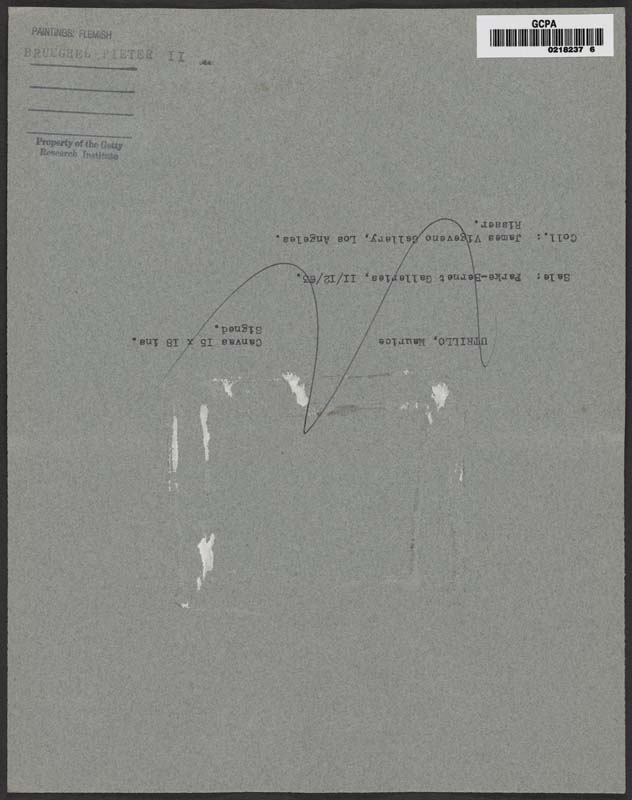 PAINTINGS: FLEMISH
BRUEGHEL PIETER II
Property of the Getty
Research Institute
GCPA
0218237 6
UTRILLO, Maurice
Canvas 15 x 18 ins
Signed.
Sale: Parke-Bernet Galleries, 11/12/65.
Coll.: James Vigeveno Gallery, Los Angeles.
Risser.